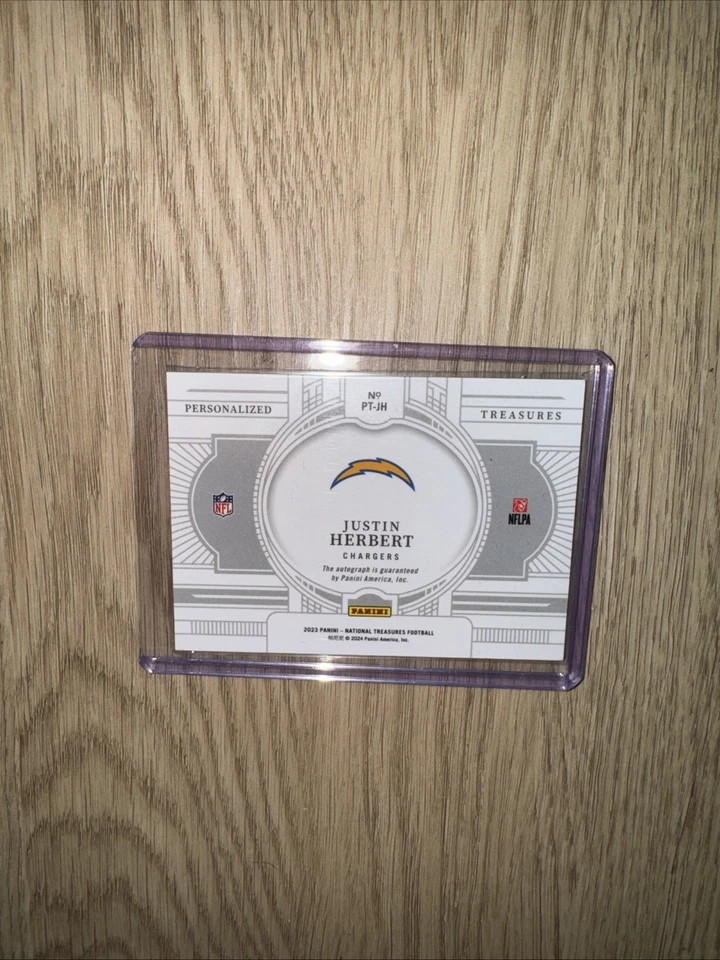 PERSONALIZED
Nº
PT-JH
TREASURES
NFL
NFLPA
JUSTIN
HERBERT
CHARGERS
The autograph is guaranteed
by Panini America, Inc.
PANINI
2023 PANINI – NATIONAL TREASURES FOOTBALL
© 2024 Panini America, Inc.